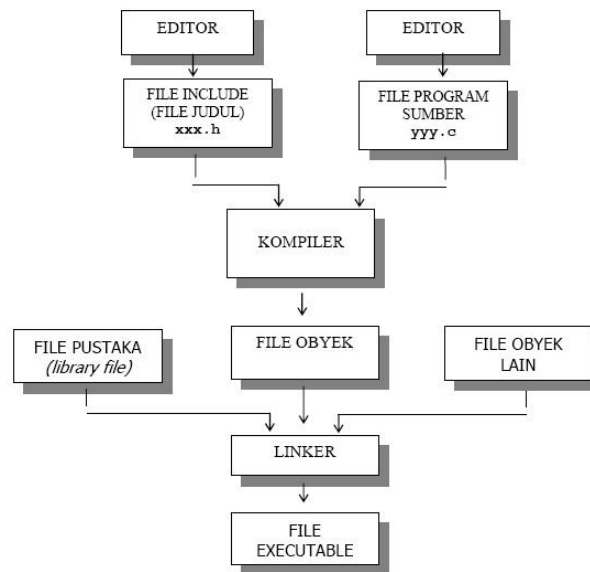 EDITOR
EDITOR
FILE INCLUDE
(FILE JUDUL)
xxx.h
FILE PROGRAM
SUMBER
yyy.c
KOMPILER
FILE PUSTAKA
(library file)
FILE OBYEK
FILE OBYEK
LAIN
LINKER
FILE
EXECUTABLE